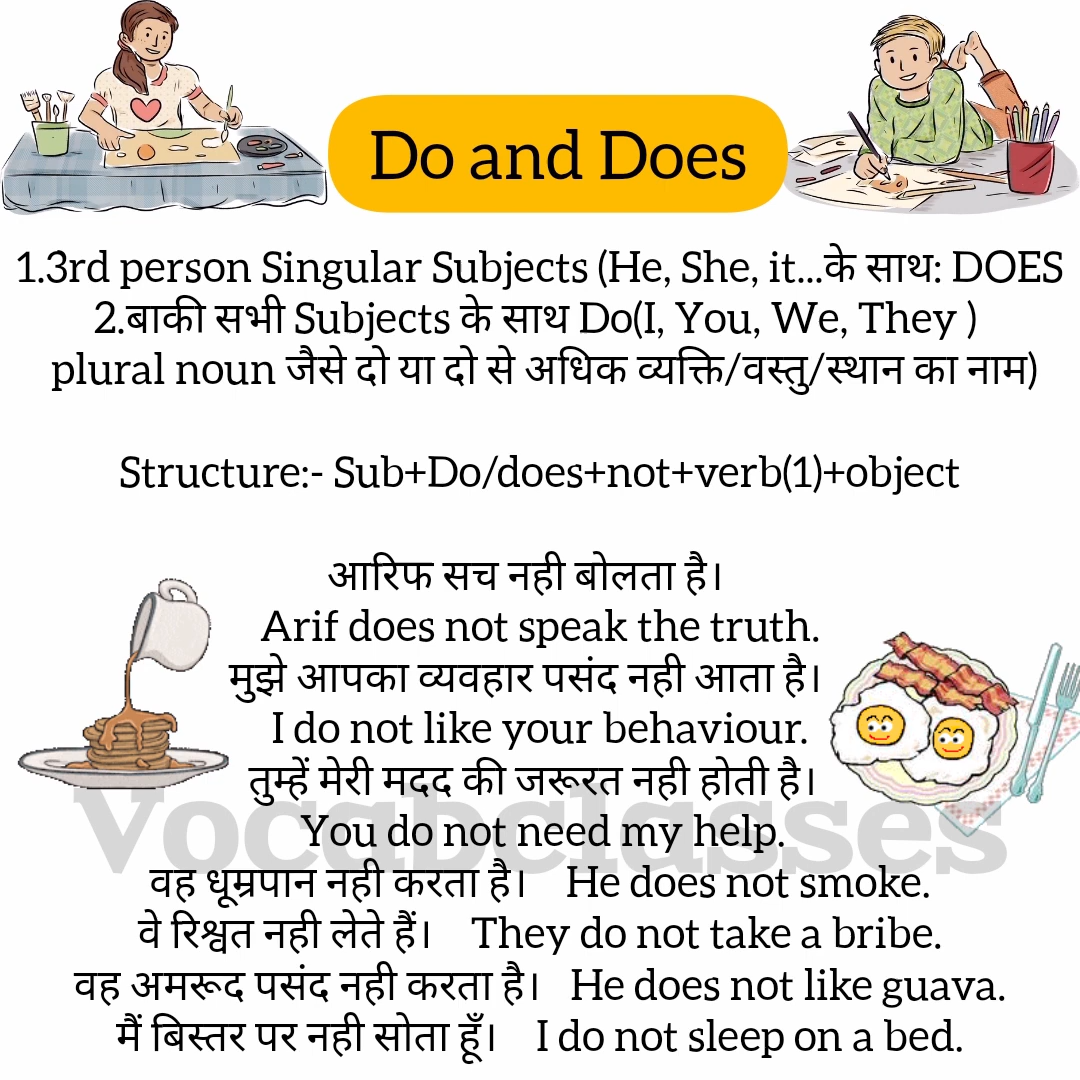 Do and Does
1.3rd person Singular Subjects (He, She, it...के साथ: DOES
2.बाकी सभी Subjects के साथ Do(I, You, We, They )
plural noun जैसे दो या दो से अधिक व्यक्ति/वस्तु/स्थान का नाम)
Structure:- Sub+Do/does+not+verb(1)+object
आरिफ सच नही बोलता है।
Arif does not speak the truth.
मुझे आपका व्यवहार पसंद नही आता है।
I do not like your behaviour.
तुम्हें मेरी मदद की जरूरत नही होती है।
Vocabclasses
You do not need my help.
वह धूम्रपान नही करता है। He does not smoke.
वे रिश्वत नही लेते हैं। They do not take a bribe.
वह अमरूद पसंद नही करता है। He does not like guava.
मैं बिस्तर पर नही सोता हूँ। I do not sleep on a bed.